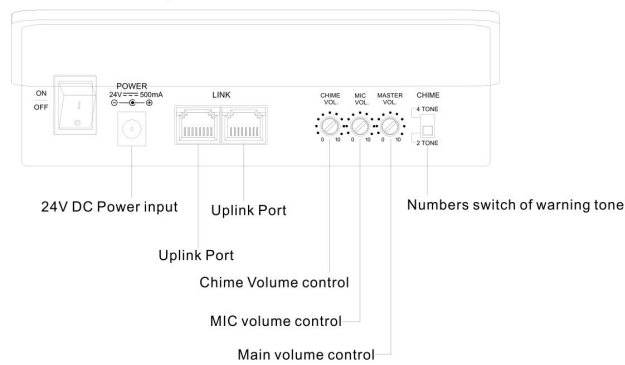 POWER
24V 500mA
LINK
CHIME
VOL.
MIC
VOL.
MASTER
VOL.
CHIME
ON
OFF
4 TONE
2 TONE
0 10
0 10
0 10
24V DC Power input
Uplink Port
Numbers switch of warning tone
Uplink Port
Chime Volume control
MIC volume control
Main volume control